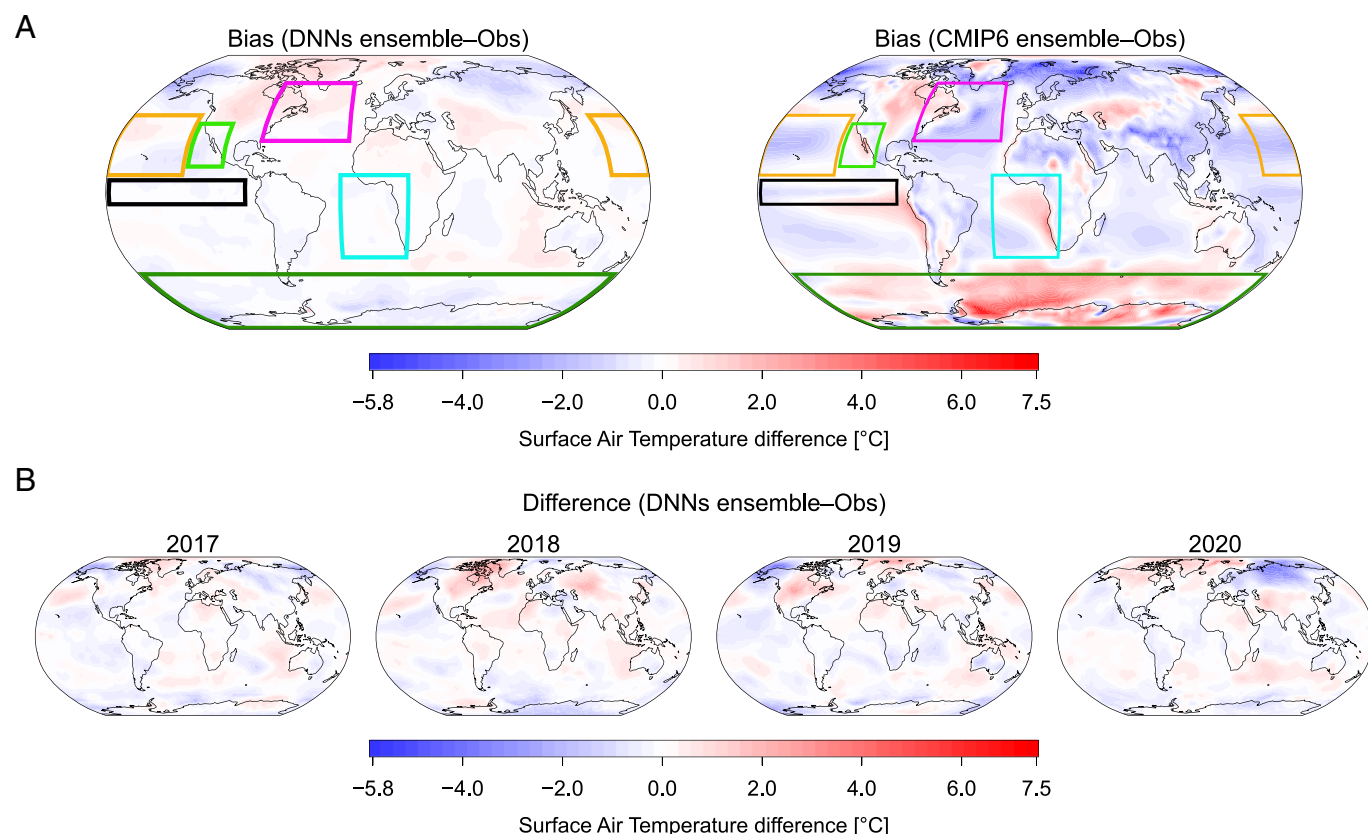 A
Bias (DNNs ensemble–Obs)
Bias (CMIP6 ensemble–Obs)
−5.8 −4.0 −2.0 0.0 2.0 4.0 6.0 7.5
Surface Air Temperature difference [°C]
B
Difference (DNNs ensemble–Obs)
2017 2018 2019 2020
−5.8 −4.0 −2.0 0.0 2.0 4.0 6.0 7.5
Surface Air Temperature difference [°C]